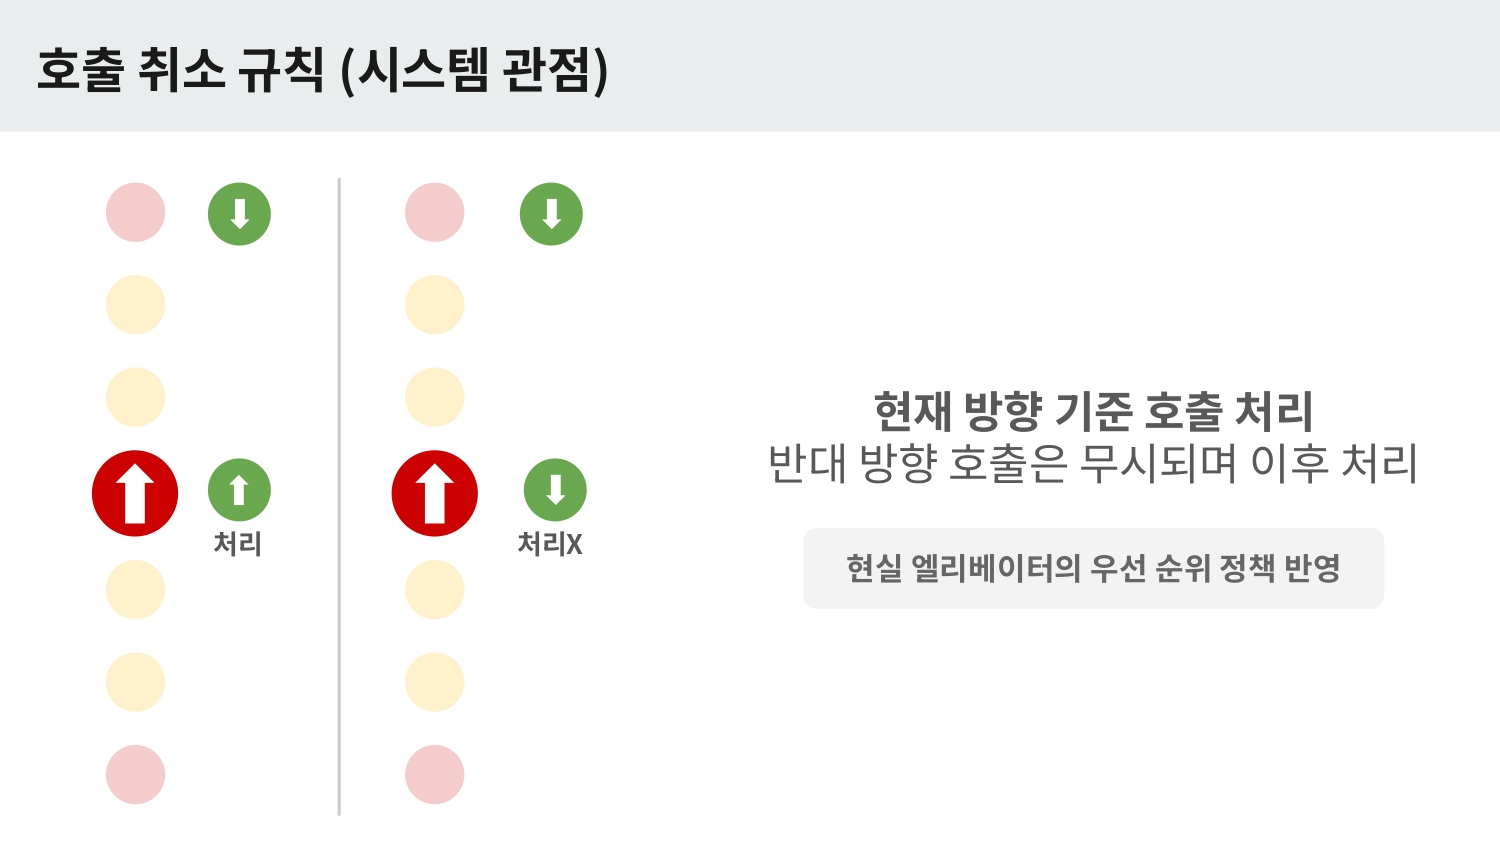 호출 취소 규칙 (시스템 관점)
처리
처리X
현재 방향 기준 호출 처리
반대 방향 호출은 무시되며 이후 처리
현실 엘리베이터의 우선 순위 정책 반영